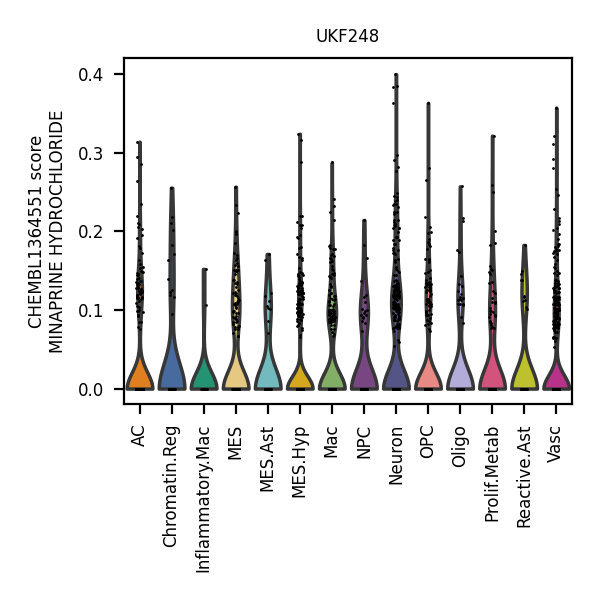 UKF248
CHEMBL1364551 score
MINAPRINE HYDROCHLORIDE
0.4
0.3
0.2
0.1
0.0
AC
Chromatin.Reg
Inflammatory.Mac
MES
MES.Ast
MES.Hyp
Mac
NPC
Neuron
OPC
Oligo
Prolif.Metab
Reactive.Ast
Vasc